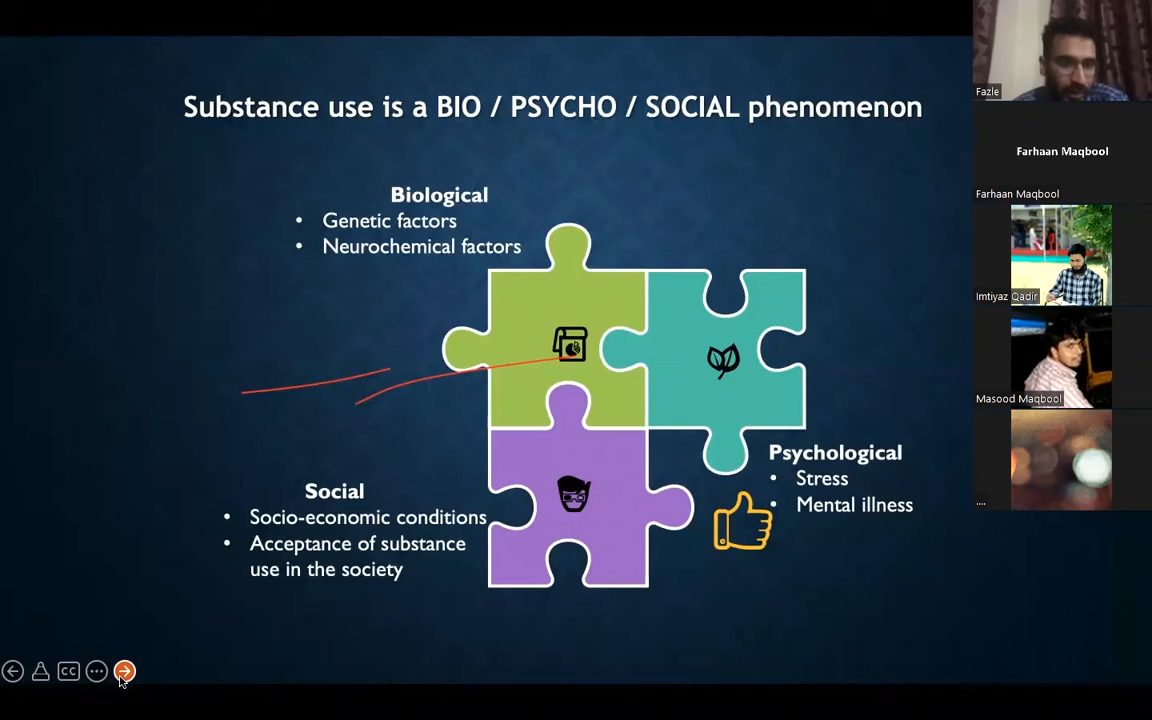 Substance use is a BIO / PSYCHO / SOCIAL phenomenon
Biological
• Genetic factors
• Neurochemical factors
Psychological
• Stress
• Mental illness
Social
• Socio-economic conditions
• Acceptance of substance
use in the society
CC
Fazle
Farhaan Maqbool
Farhaan Maqbool
Imtiyaz Qadir
Masood Maqbool
....